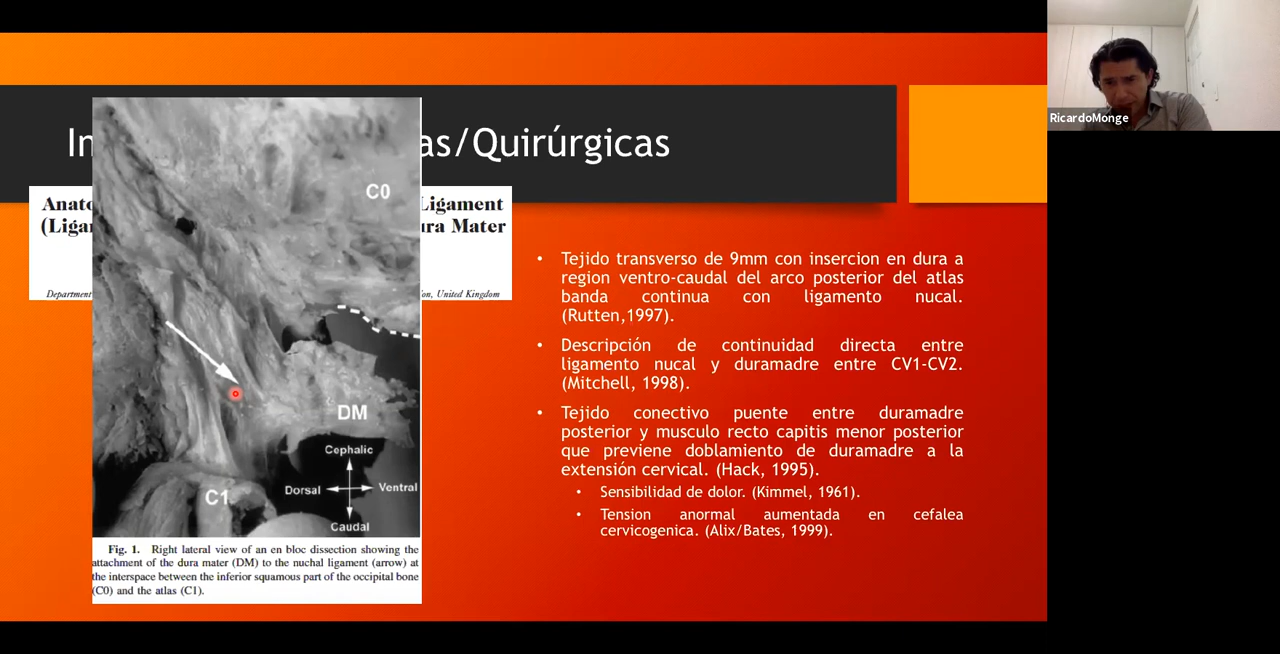 In as/Quirúrgicas
Anato Ligament
(Ligar ura Mater
Department on, United Kingdom
C0
DM
C1
Cephalic
Dorsal Ventral
Caudal
Fig. 1. Right lateral view of an en bloc dissection showing the
attachment of the dura mater (DM) to the nuchal ligament (arrow) at
the interspace between the inferior squamous part of the occipital bone
(C0) and the atlas (C1).
• Tejido transverso de 9mm con insercion en dura a
region ventro-caudal del arco posterior del atlas
banda continua con ligamento nucal.
(Rutten,1997).
• Descripción de continuidad directa entre
ligamento nucal y duramadre entre CV1-CV2.
(Mitchell, 1998).
• Tejido conectivo puente entre duramadre
posterior y musculo recto capitis menor posterior
que previene doblamiento de duramadre a la
extensión cervical. (Hack, 1995).
• Sensibilidad de dolor. (Kimmel, 1961).
• Tension anormal aumentada en cefalea
cervicogenica. (Alix/Bates, 1999).
RicardoMonge